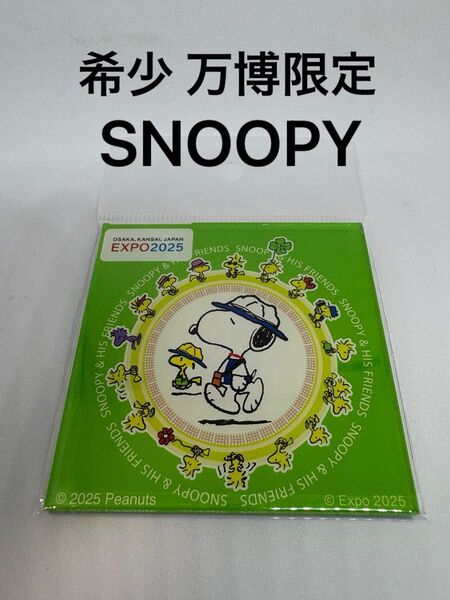 希少 万博限定
SNOOPY
OSAKA, KANSAI, JAPAN
EXPO2025
SNOOPY & HIS FRIENDS SNOOPY & HIS FRIENDS SNOOPY & HIS FRIENDS SNOOPY & HIS FRIENDS
© 2025 Peanuts
© Expo 2025